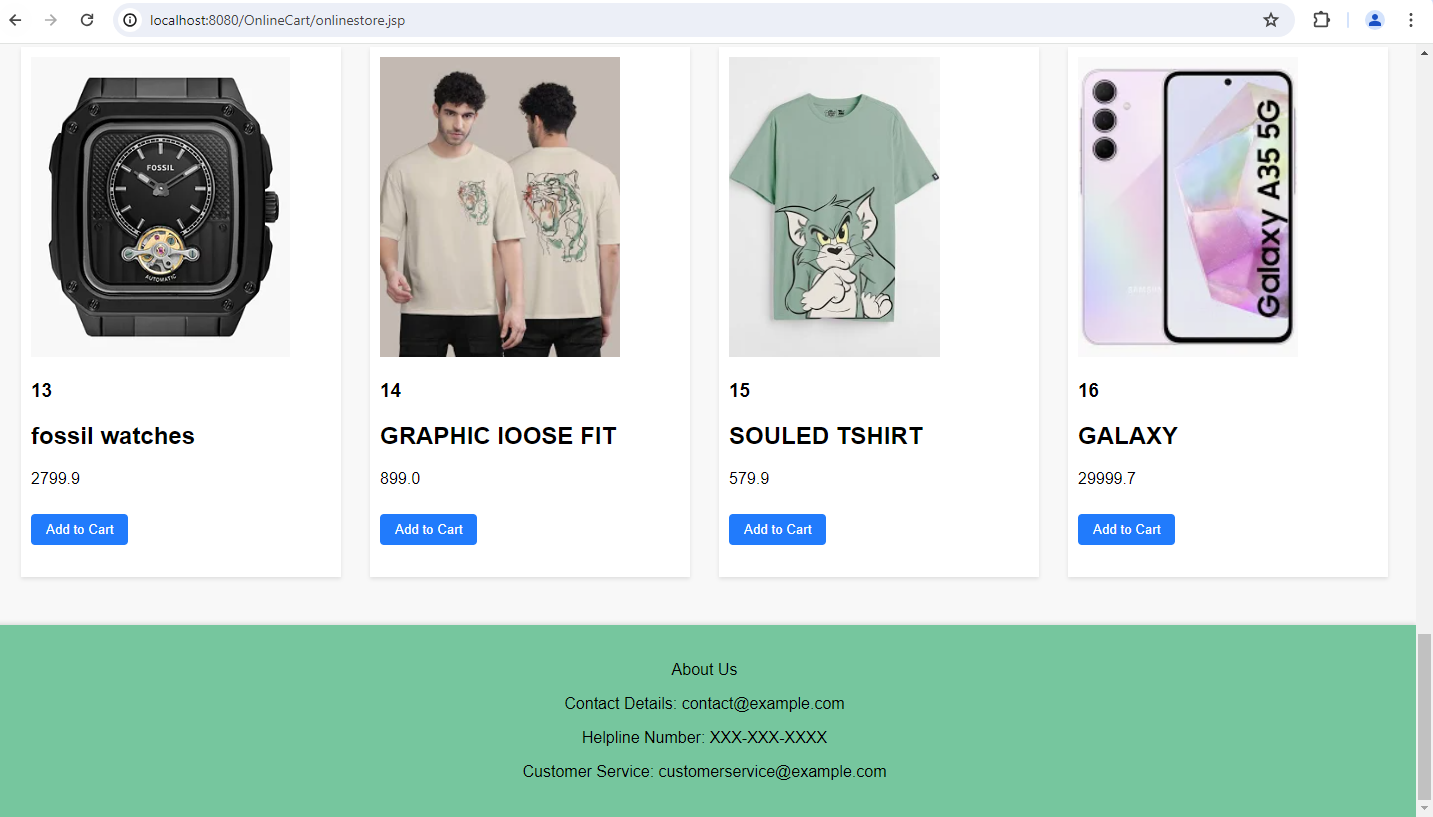 localhost:8080/OnlineCart/onlinestore.jsp
FOSSIL
AUTOMATIC
Galaxy A35 5G
SAMSUNG
13
14
15
16
fossil watches
GRAPHIC lOOSE FIT
SOULED TSHIRT
GALAXY
2799.9
899.0
579.9
29999.7
Add to Cart
Add to Cart
Add to Cart
Add to Cart
About Us
Contact Details: contact@example.com
Helpline Number: XXX-XXX-XXXX
Customer Service: customerservice@example.com